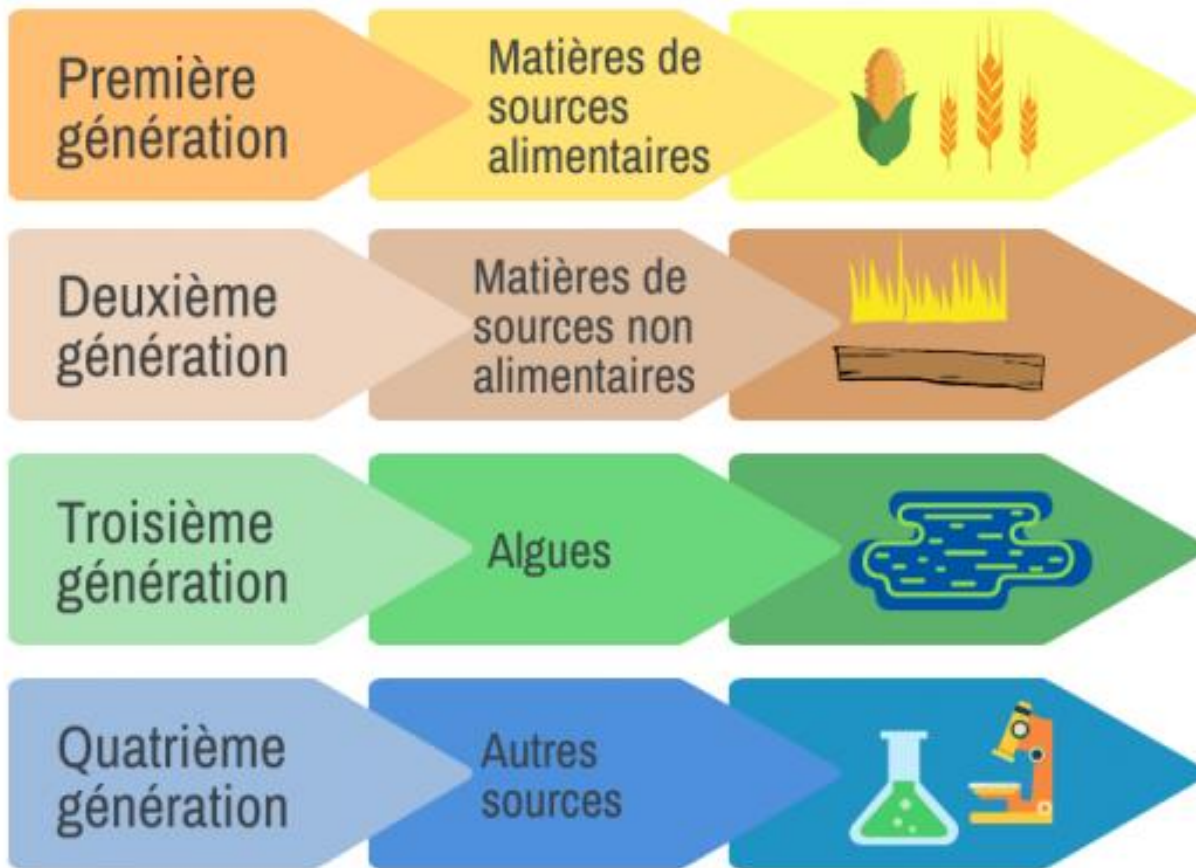 Première
génération
Matières de
sources
alimentaires
Deuxième
génération
Matières de
sources non
alimentaires
Troisième
génération
Algues
Quatrième
génération
Autres
sources